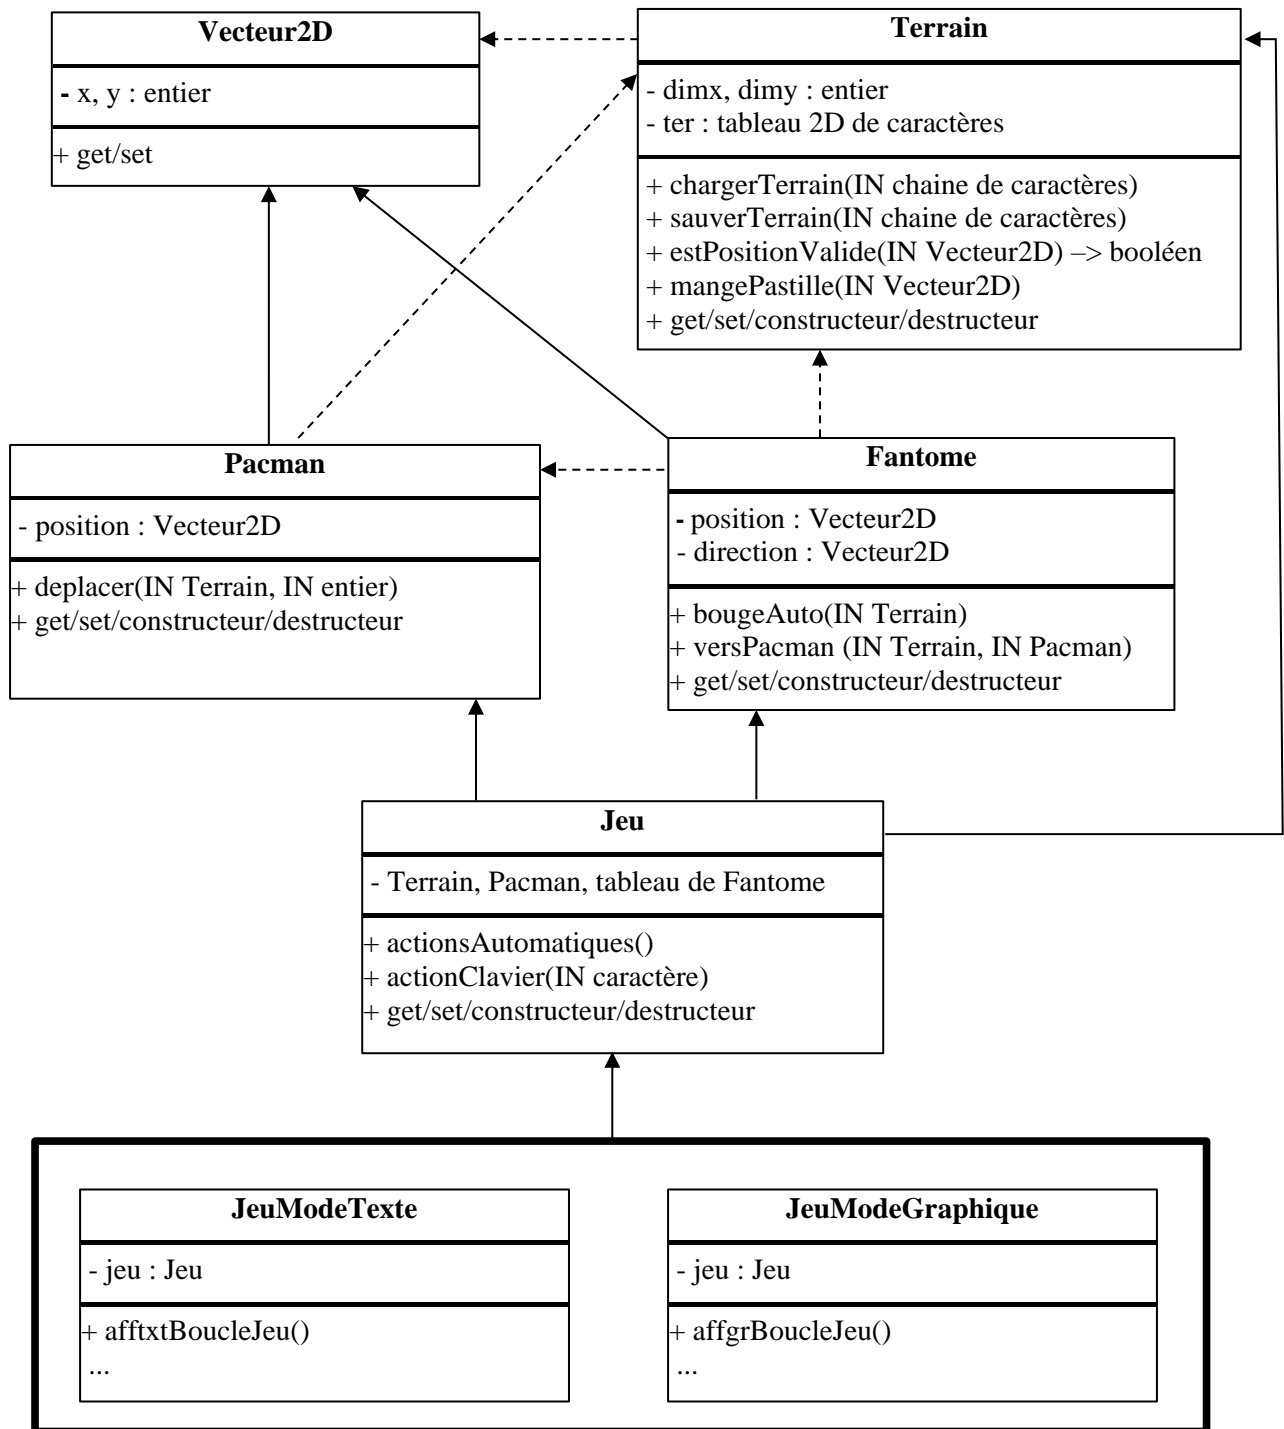 Vecteur2D
- x, y : entier
+ get/set
Terrain
- dimx, dimy : entier
- ter : tableau 2D de caractères
+ chargerTerrain(IN chaine de caractères)
+ sauverTerrain(IN chaine de caractères)
+ estPositionValide(IN Vecteur2D) –> booléen
+ mangePastille(IN Vecteur2D)
+ get/set/constructeur/destructeur
Pacman
- position : Vecteur2D
+ deplacer(IN Terrain, IN entier)
+ get/set/constructeur/destructeur
Fantome
- position : Vecteur2D
- direction : Vecteur2D
+ bougeAuto(IN Terrain)
+ versPacman (IN Terrain, IN Pacman)
+ get/set/constructeur/destructeur
Jeu
- Terrain, Pacman, tableau de Fantome
+ actionsAutomatiques()
+ actionClavier(IN caractère)
+ get/set/constructeur/destructeur
JeuModeTexte
- jeu : Jeu
+ afftxtBoucleJeu()
...
JeuModeGraphique
- jeu : Jeu
+ affgrBoucleJeu()
...